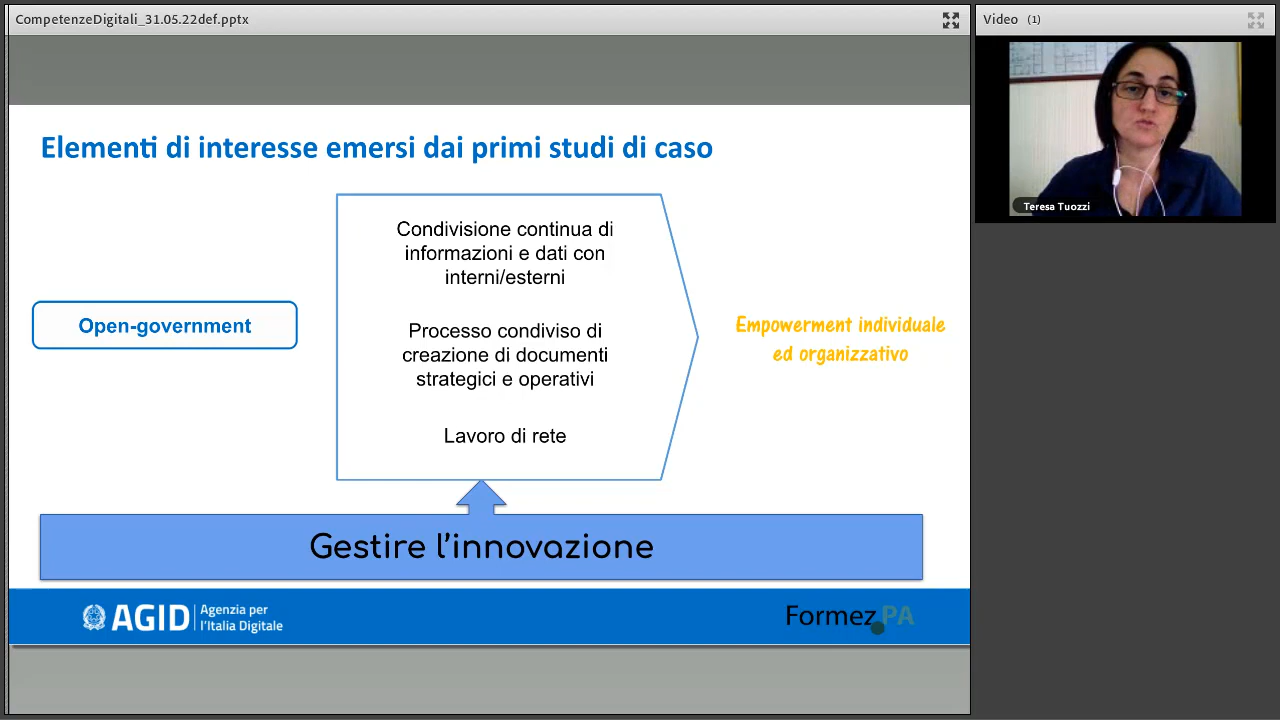 CompetenzeDigitali_31.05.22def.pptx
Video (1)
Teresa Tuozzi
Elementi di interesse emersi dai primi studi di caso
Open-government
Condivisione continua di
informazioni e dati con
interni/esterni
Processo condiviso di
creazione di documenti
strategici e operativi
Lavoro di rete
Empowerment individuale
ed organizzativo
Gestire l'innovazione
AGID
Agenzia per
l'Italia Digitale
Formez PA